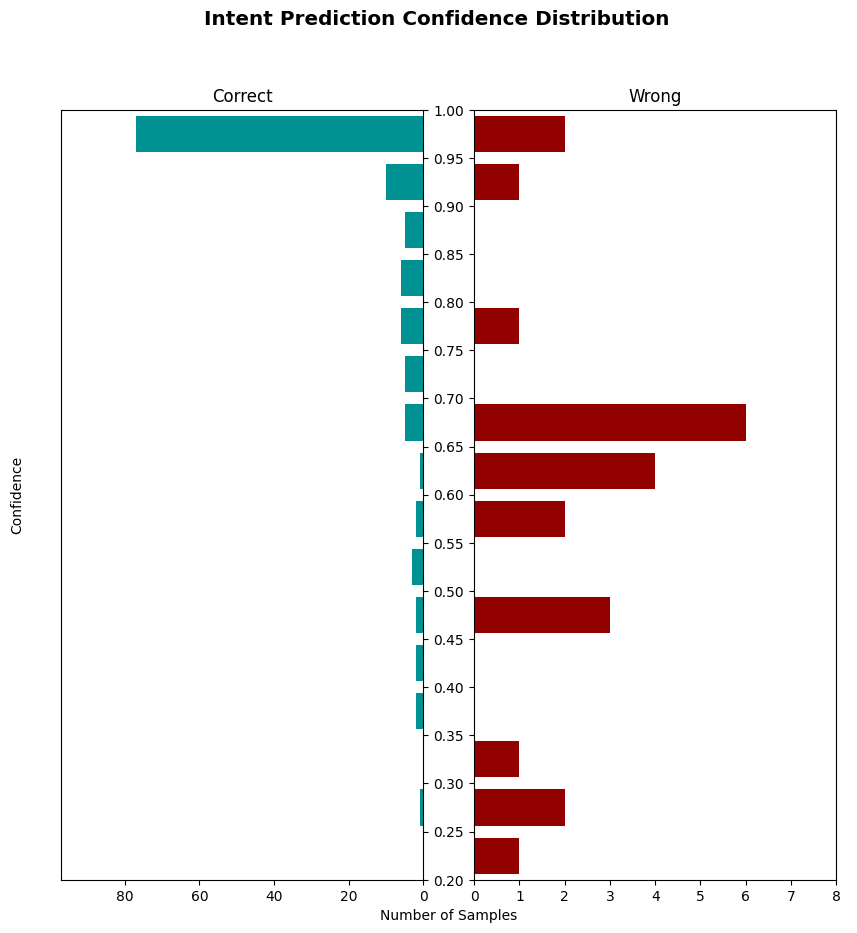 Intent Prediction Confidence Distribution
Correct
Wrong
1.00
0.95
0.90
0.85
0.80
0.75
0.70
0.65
0.60
0.55
0.50
0.45
0.40
0.35
0.30
0.25
0.20
Confidence
80 60 40 20 0
0 1 2 3 4 5 6 7 8
Number of Samples